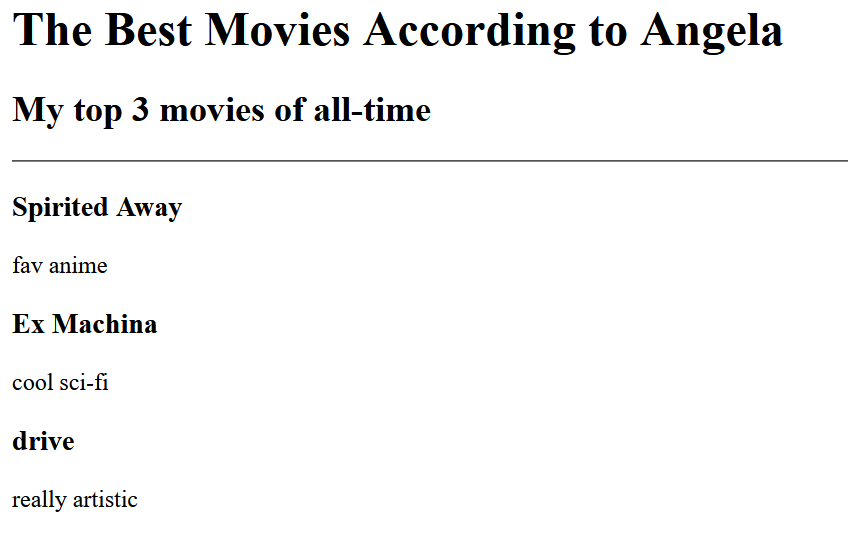 The Best Movies According to Angela
My top 3 movies of all-time
Spirited Away
fav anime
Ex Machina
cool sci-fi
drive
really artistic